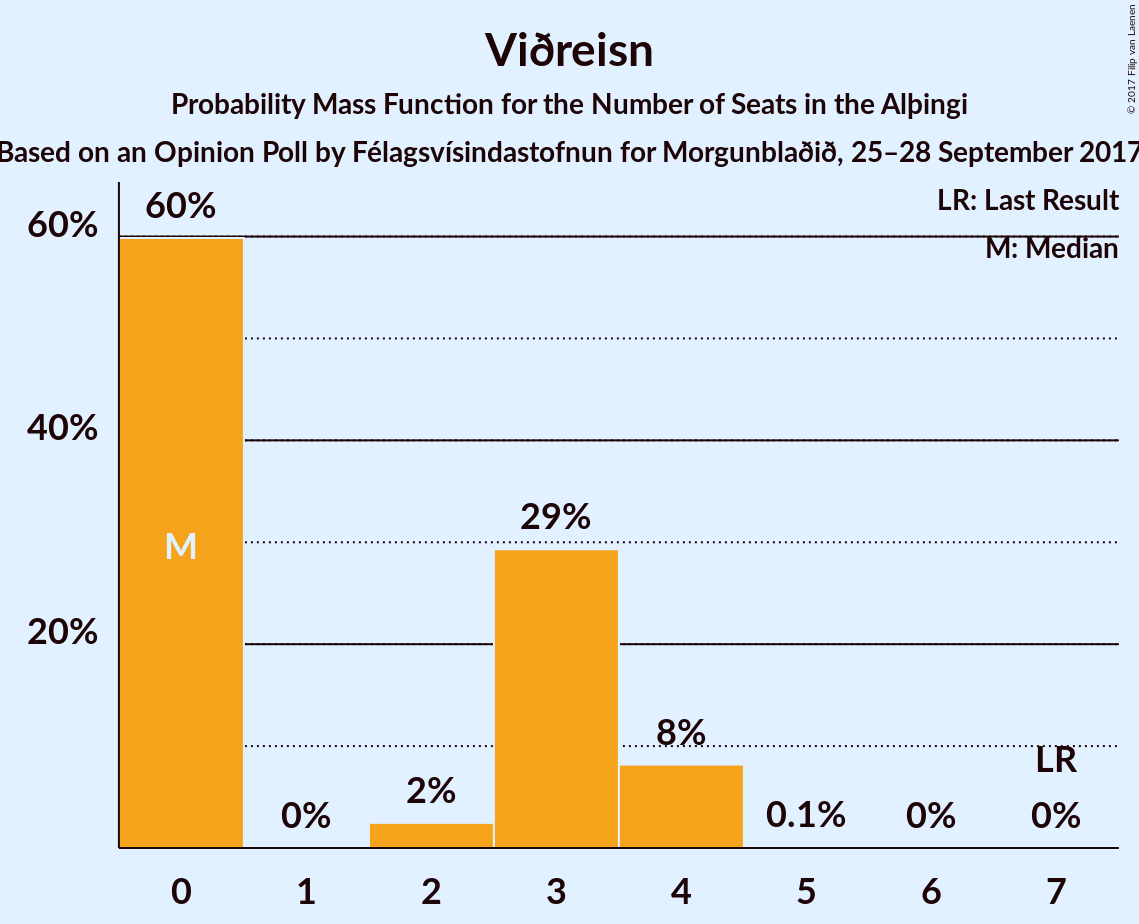 Viðreisn
Probability Mass Function for the Number of Seats in the Alþingi
Based on an Opinion Poll by Félagsvísindastofnun for Morgunblaðið, 25–28 September 2017
© 2017 Filip van Laenen
LR: Last Result
M: Median
60%
40%
20%
60%
M
0%
2%
29%
8%
0.1%
0%
LR
0%
0 1 2 3 4 5 6 7